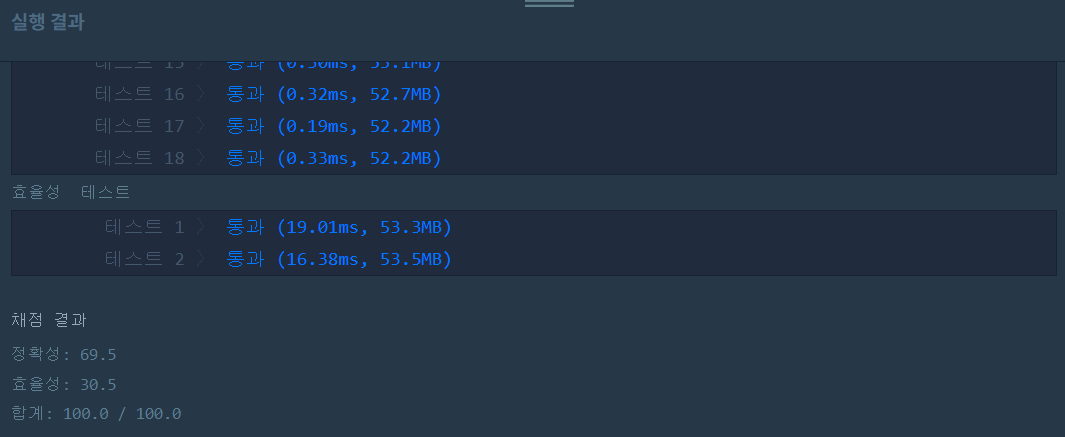 실행 결과
테스트 15 〉 통과 (0.30ms, 53.1MB)
테스트 16 〉 통과 (0.32ms, 52.7MB)
테스트 17 〉 통과 (0.19ms, 52.2MB)
테스트 18 〉 통과 (0.33ms, 52.2MB)
효율성 테스트
테스트 1 〉 통과 (19.01ms, 53.3MB)
테스트 2 〉 통과 (16.38ms, 53.5MB)
채점 결과
정확성: 69.5
효율성: 30.5
합계: 100.0 / 100.0